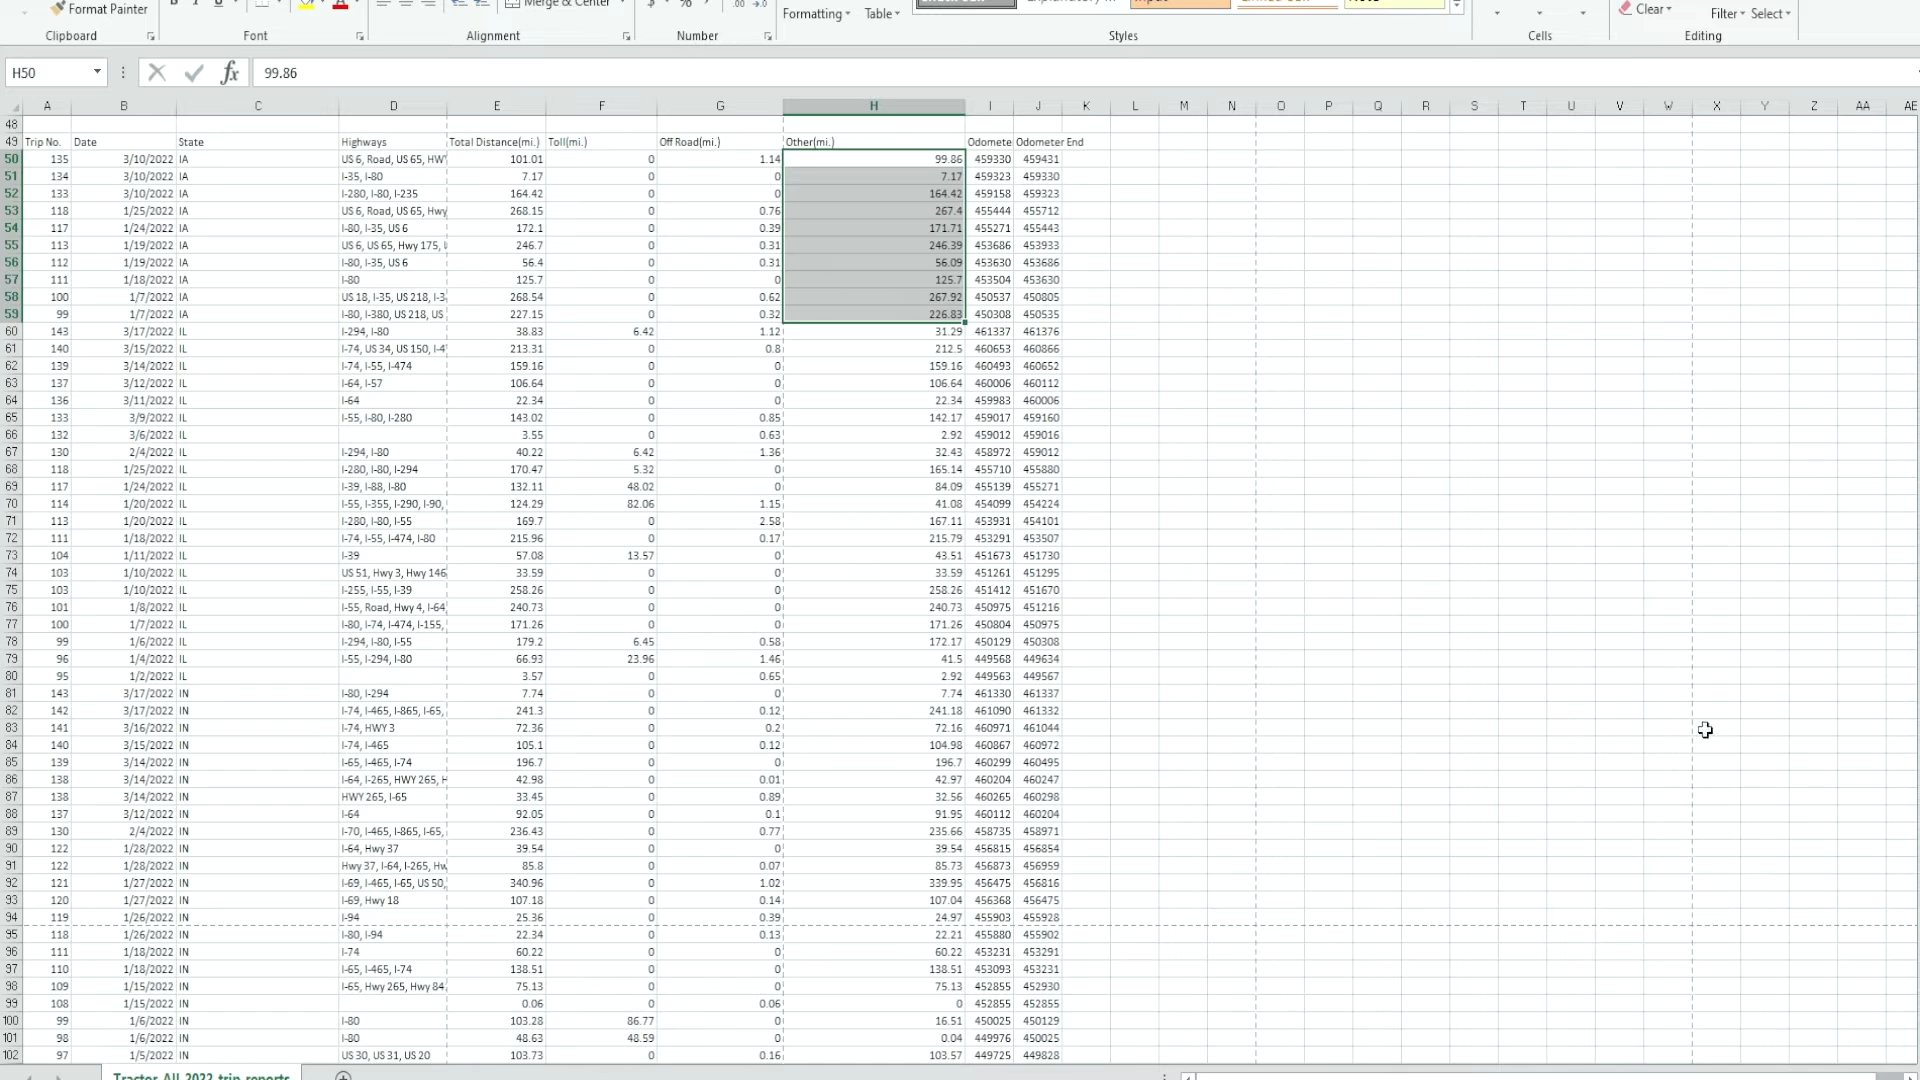 Format Painter Merge & Center $ % Formatting Table Input Clear Filter Select
Clipboard Font Alignment Number Styles Cells Editing
H50 fx 99.86
A B C D E F G H I J K L M N O P Q R S T U V W X Y Z AA AE
48
49 Trip No. Date State Highways Total Distance(mi.) Toll(mi.) Off Road(mi.) Other(mi.) Odomete Odometer End
50 135 3/10/2022 IA US 6, Road, US 65, HW 101.01 0 1.14 99.86 459330 459431
51 134 3/10/2022 IA I-35, I-80 7.17 0 0 7.17 459323 459330
52 133 3/10/2022 IA I-280, I-80, I-235 164.42 0 0 164.42 459158 459323
53 118 1/25/2022 IA US 6, Road, US 65, Hwy 268.15 0 0.76 267.4 455444 455712
54 117 1/24/2022 IA I-80, I-35, US 6 172.1 0 0.39 171.71 455271 455443
55 113 1/19/2022 IA US 6, US 65, Hwy 175, 246.7 0 0.31 246.39 453686 453933
56 112 1/19/2022 IA I-80, I-35, US 6 56.4 0 0.31 56.09 453630 453686
57 111 1/18/2022 IA I-80 125.7 0 0 125.7 453504 453630
58 100 1/7/2022 IA US 18, I-35, US 218, I-3 268.54 0 0.62 267.92 450537 450805
59 99 1/7/2022 IA I-80, I-380, US 218, US 227.15 0 0.32 226.83 450308 450535
60 143 3/17/2022 IL I-294, I-80 38.83 6.42 1.12 31.29 461337 461376
61 140 3/15/2022 IL I-74, US 34, US 150, I-4 213.31 0 0.8 212.5 460653 460866
62 139 3/14/2022 IL I-74, I-55, I-474 159.16 0 0 159.16 460493 460652
63 137 3/12/2022 IL I-64, I-57 106.64 0 0 106.64 460006 460112
64 136 3/11/2022 IL I-64 22.34 0 0 22.34 459983 460006
65 133 3/9/2022 IL I-55, I-80, I-280 143.02 0 0.85 142.17 459017 459160
66 132 3/6/2022 IL 3.55 0 0.63 2.92 459012 459016
67 130 2/4/2022 IL I-294, I-80 40.22 6.42 1.36 32.43 458972 459012
68 118 1/25/2022 IL I-280, I-80, I-294 170.47 5.32 0 165.14 455710 455880
69 117 1/24/2022 IL I-39, I-88, I-80 132.11 48.02 0 84.09 455139 455271
70 114 1/20/2022 IL I-55, I-355, I-290, I-90, 124.29 82.06 1.15 41.08 454099 454224
71 113 1/20/2022 IL I-280, I-80, I-55 169.7 0 2.58 167.11 453931 454101
72 111 1/18/2022 IL I-74, I-55, I-474, I-80 215.96 0 0.17 215.79 453291 453507
73 104 1/11/2022 IL I-39 57.08 13.57 0 43.51 451673 451730
74 103 1/10/2022 IL US 51, Hwy 3, Hwy 146 33.59 0 0 33.59 451261 451295
75 103 1/10/2022 IL I-255, I-55, I-39 258.26 0 0 258.26 451412 451670
76 101 1/8/2022 IL I-55, Road, Hwy 4, I-64 240.73 0 0 240.73 450975 451216
77 100 1/7/2022 IL I-80, I-74, I-474, I-155, 171.26 0 0 171.26 450804 450975
78 99 1/6/2022 IL I-294, I-80, I-55 179.2 6.45 0.58 172.17 450129 450308
79 96 1/4/2022 IL I-55, I-294, I-80 66.93 23.96 1.46 41.5 449568 449634
80 95 1/2/2022 IL 3.57 0 0.65 2.92 449563 449567
81 143 3/17/2022 IN I-80, I-294 7.74 0 0 7.74 461330 461337
82 142 3/17/2022 IN I-74, I-465, I-865, I-65, 241.3 0 0.12 241.18 461090 461332
83 141 3/16/2022 IN I-74, HWY 3 72.36 0 0.2 72.16 460971 461044
84 140 3/15/2022 IN I-74, I-465 105.1 0 0.12 104.98 460867 460972
85 139 3/14/2022 IN I-65, I-465, I-74 196.7 0 0 196.7 460299 460495
86 138 3/14/2022 IN I-64, I-265, HWY 265, H 42.98 0 0.01 42.97 460204 460247
87 138 3/14/2022 IN HWY 265, I-65 33.45 0 0.89 32.56 460265 460298
88 137 3/12/2022 IN I-64 92.05 0 0.1 91.95 460112 460204
89 130 2/4/2022 IN I-70, I-465, I-865, I-65, 236.43 0 0.77 235.66 458735 458971
90 122 1/28/2022 IN I-64, Hwy 37 39.54 0 0 39.54 456815 456854
91 122 1/28/2022 IN Hwy 37, I-64, I-265, Hw 85.8 0 0.07 85.73 456873 456959
92 121 1/27/2022 IN I-69, I-465, I-65, US 50, 340.96 0 1.02 339.95 456475 456816
93 120 1/27/2022 IN I-69, Hwy 18 107.18 0 0.14 107.04 456368 456475
94 119 1/26/2022 IN I-94 25.36 0 0.39 24.97 455903 455928
95 118 1/26/2022 IN I-80, I-94 22.34 0 0.13 22.21 455880 455902
96 111 1/18/2022 IN I-74 60.22 0 0 60.22 453231 453291
97 110 1/18/2022 IN I-65, I-465, I-74 138.51 0 0 138.51 453093 453231
98 109 1/15/2022 IN I-65, Hwy 265, Hwy 84 75.13 0 0 75.13 452855 452930
99 108 1/15/2022 IN 0.06 0 0.06 0 452855 452855
100 99 1/6/2022 IN I-80 103.28 86.77 0 16.51 450025 450129
101 98 1/6/2022 IN I-80 48.63 48.59 0 0.04 449976 450025
102 97 1/5/2022 IN US 30, US 31, US 20 103.73 0 0.16 103.57 449725 449828
Tractor All 2022 trip reports